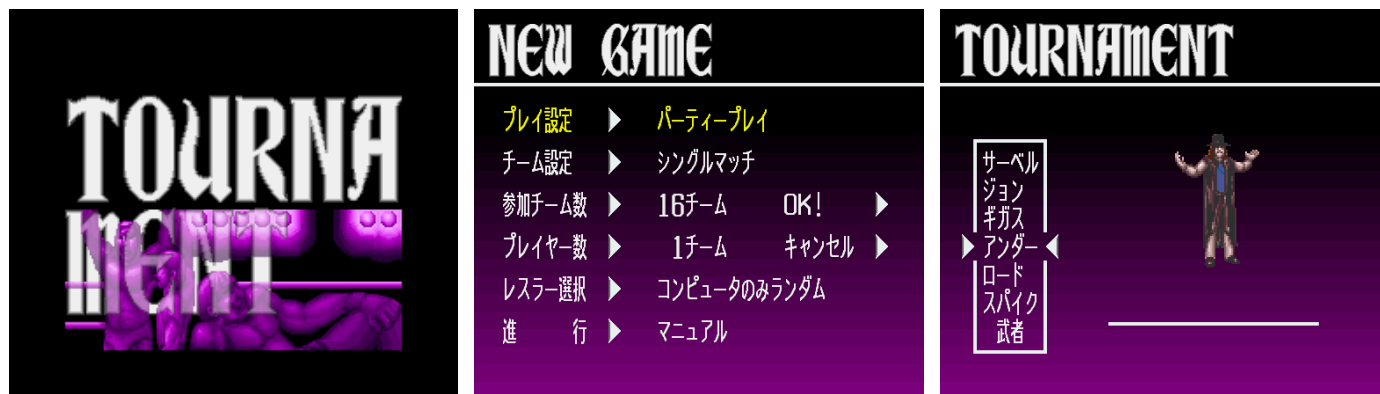 TOURNA
MENT
NEW GAME
プレイ設定 ▶ パーティープレイ
チーム設定 ▶ シングルマッチ
参加チーム数 ▶ 16チーム OK! ▶
プレイヤー数 ▶ 1チーム キャンセル ▶
レスラー選択 ▶ コンピュータのみランダム
進 行 ▶ マニュアル
TOURNAMENT
サーベル
ジョン
ギガス
▶ アンダー ◀
ロード
スパイク
武者